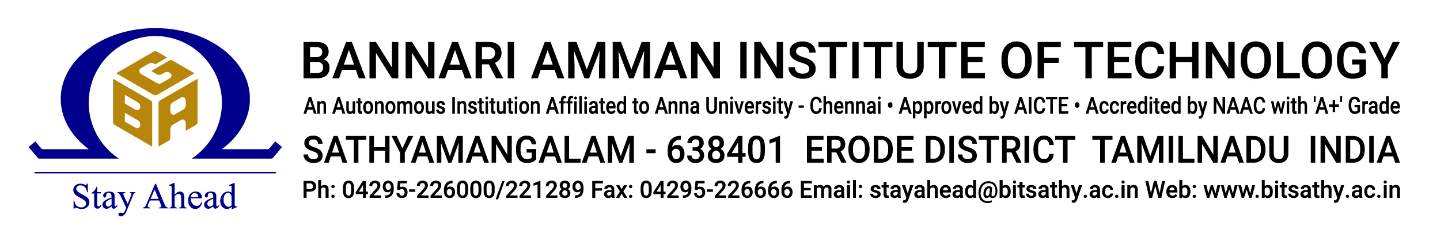 G
B A
Stay Ahead
BANNARI AMMAN INSTITUTE OF TECHNOLOGY
An Autonomous Institution Affiliated to Anna University - Chennai • Approved by AICTE • Accredited by NAAC with 'A+' Grade
SATHYAMANGALAM - 638401 ERODE DISTRICT TAMILNADU INDIA
Ph: 04295-226000/221289 Fax: 04295-226666 Email: stayahead@bitsathy.ac.in Web: www.bitsathy.ac.in